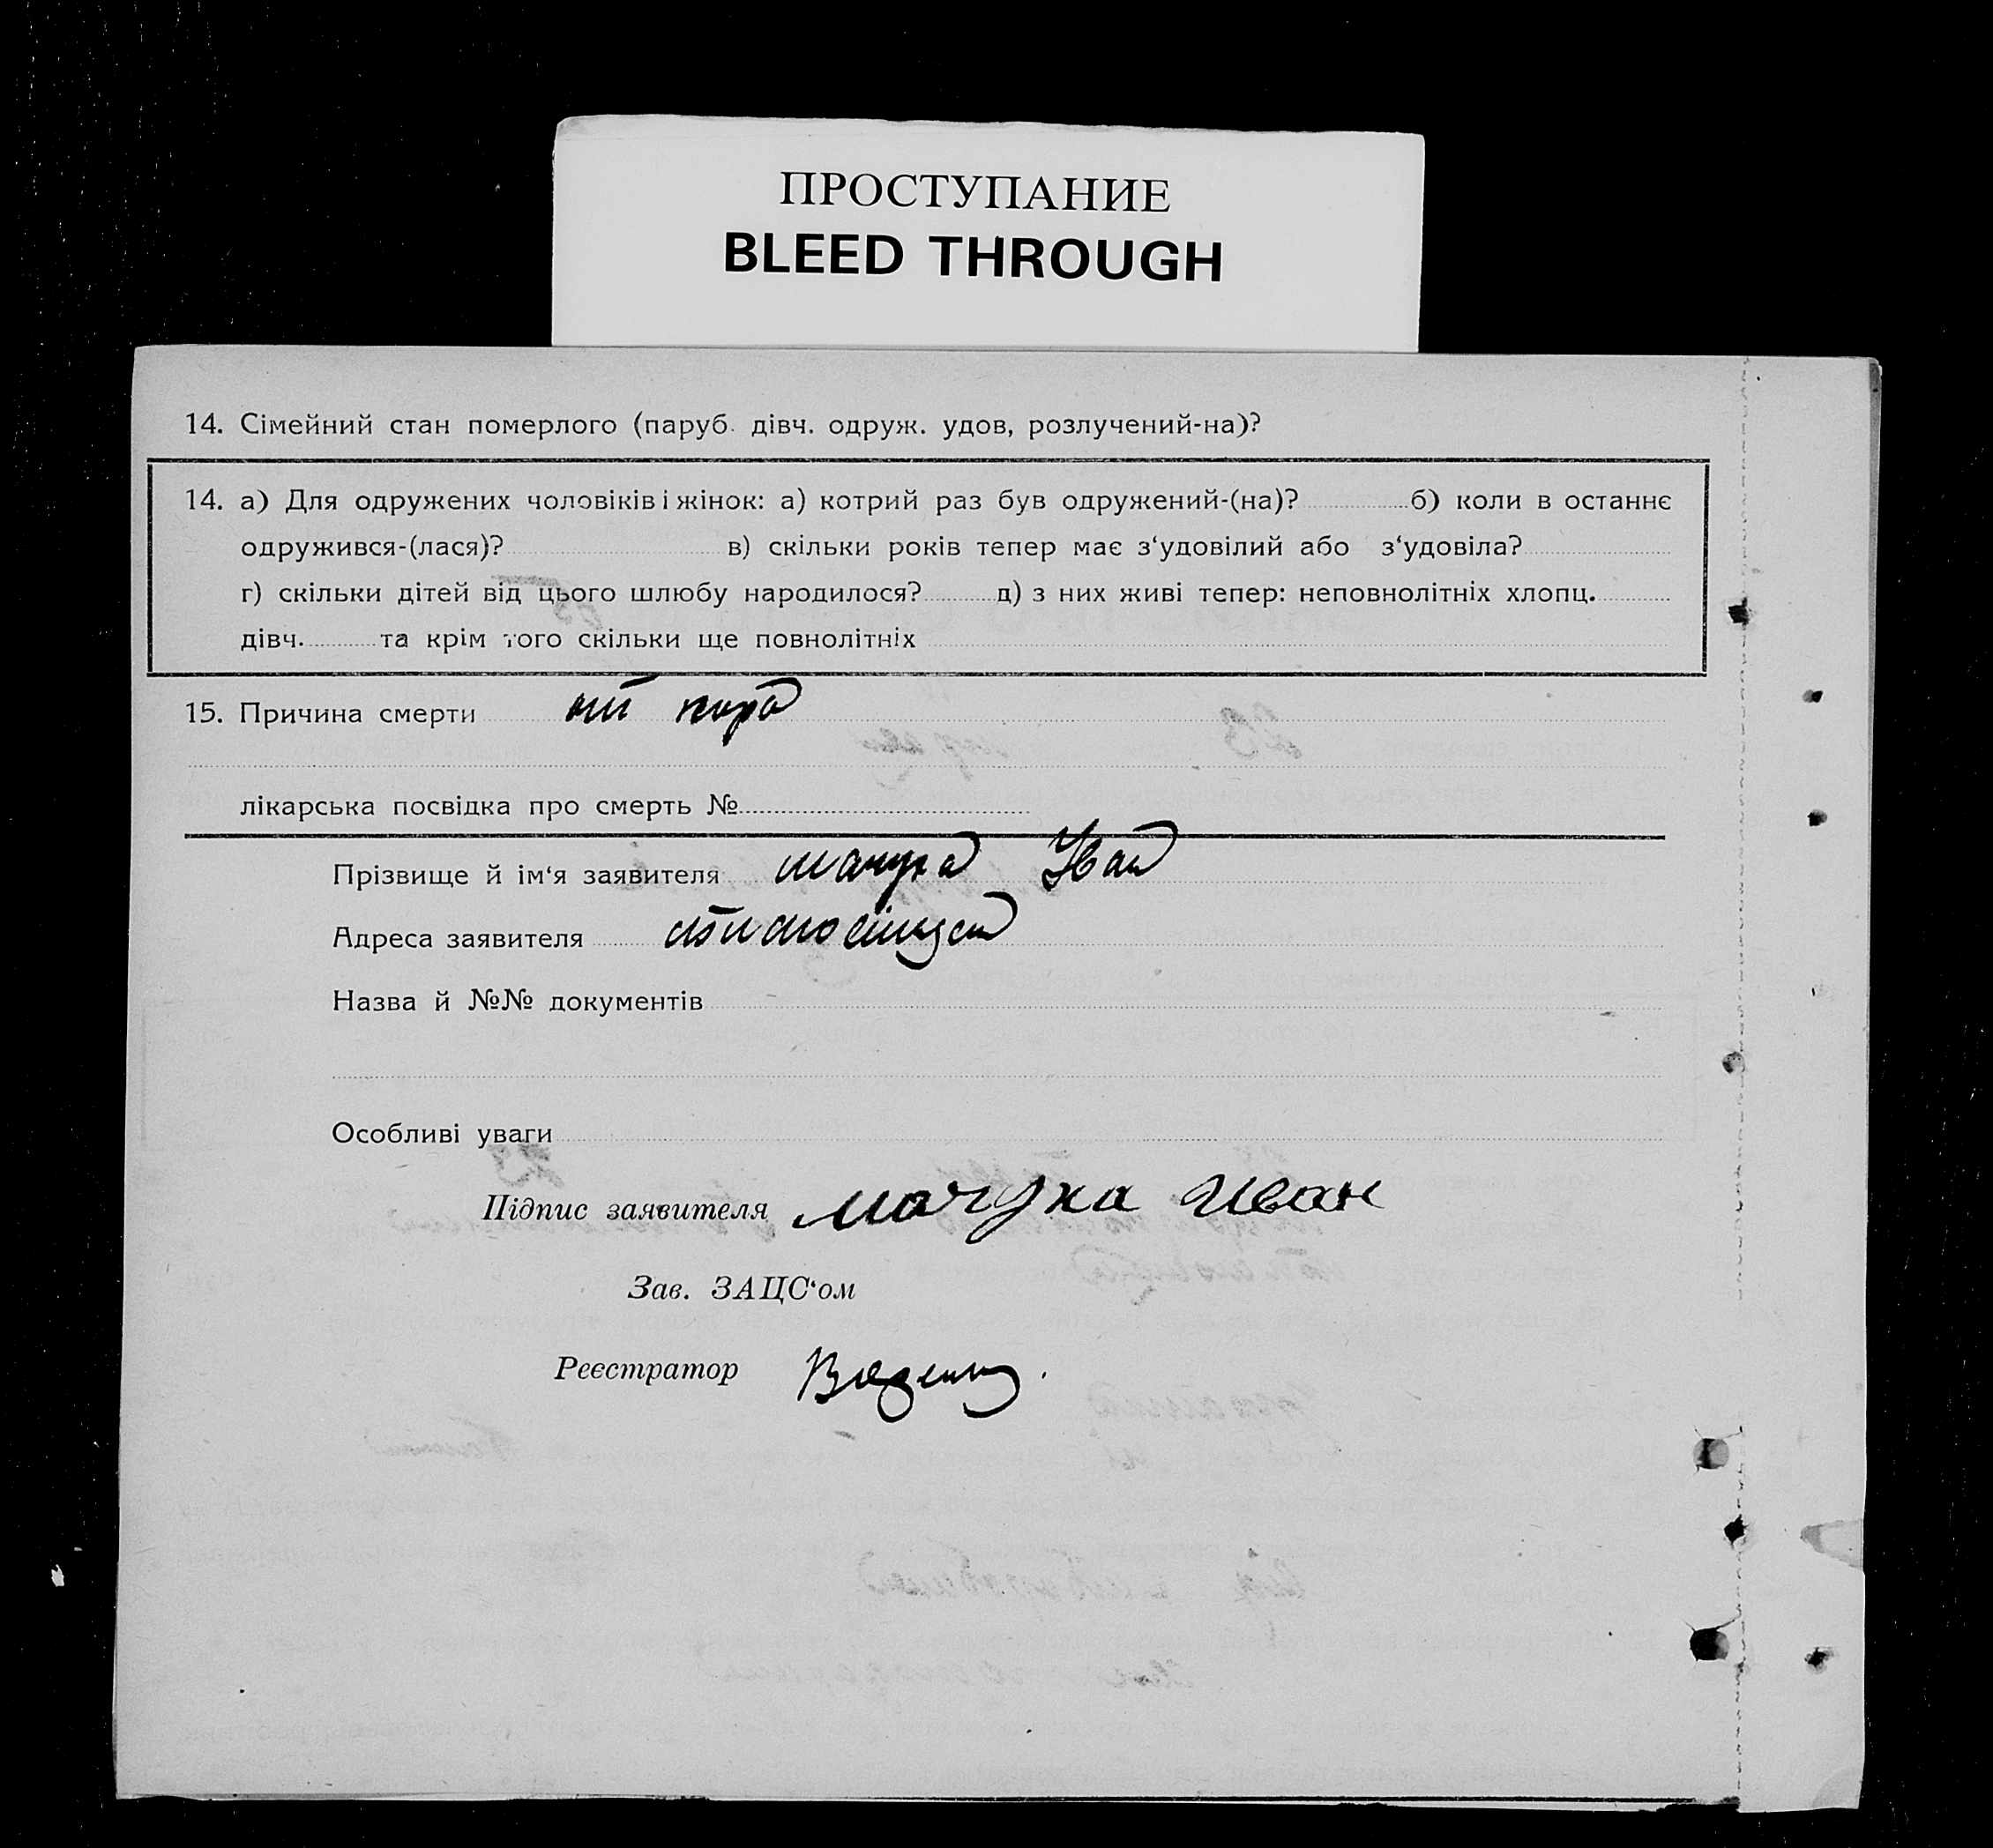 ПРОСТУПАНИЕ
BLEED THROUGH
14. Сімейний стан померлого (паруб. дівч. одруж. удов, розлучений-на)?
14. а) Для одружених чоловіків і жінок: а) котрий раз був одружений-(на)? б) коли в останнє
одружився-(лася)? в) скільки років тепер має з‘удовілий або з‘удовіла?
г) скільки дітей від цього шлюбу народилося? д) з них живі тепер: неповнолітніх хлопц.
дівч. та крім того скільки ще повнолітніх
15. Причина смерти
лікарська посвідка про смерть №
Прізвище й ім‘я заявителя Мачуха Іван
Адреса заявителя
Назва й №№ документів
Особливі уваги
Підпис заявителя Мачуха Иван
Зав. ЗАЦС‘ом
Реєстратор